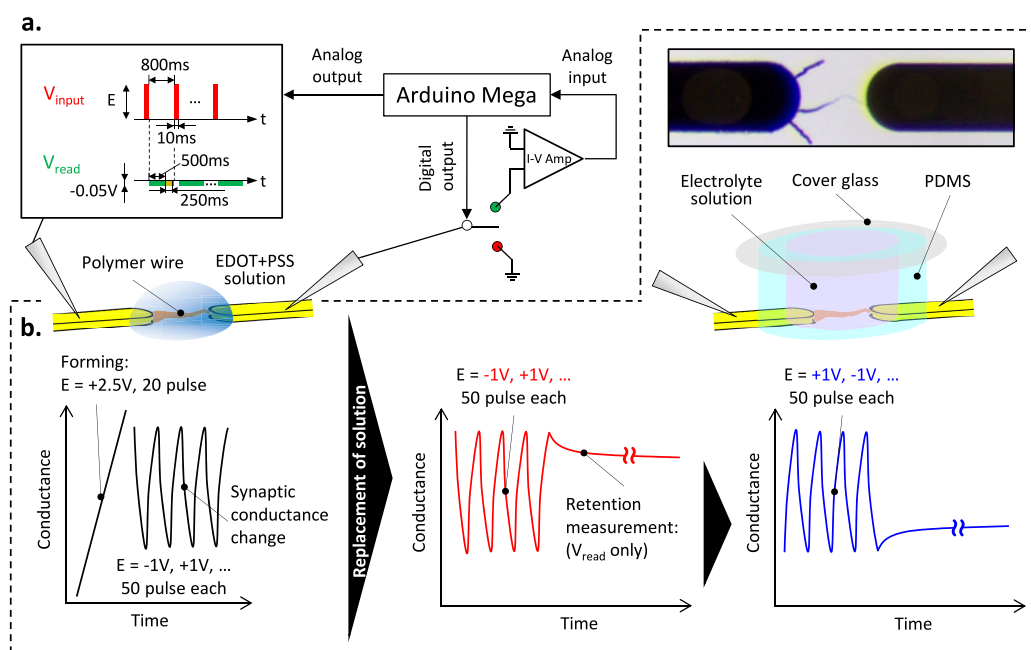 a.
800ms
V input
E
...
t
10ms
500ms
V read
...
t
-0.05V
250ms
Analog
output
Arduino Mega
Analog
input
Digital
output
I-V Amp
Polymer wire
EDOT+PSS
solution
Electrolyte
solution
Cover glass
PDMS
b.
Forming:
E = +2.5V, 20 pulse
Conductance
Synaptic
conductance
change
E = -1V, +1V, ...
50 pulse each
Time
Replacement of solution
E = -1V, +1V, ...
50 pulse each
Conductance
Retention
measurement:
(Vread only)
Time
E = +1V, -1V, ...
50 pulse each
Conductance
Time